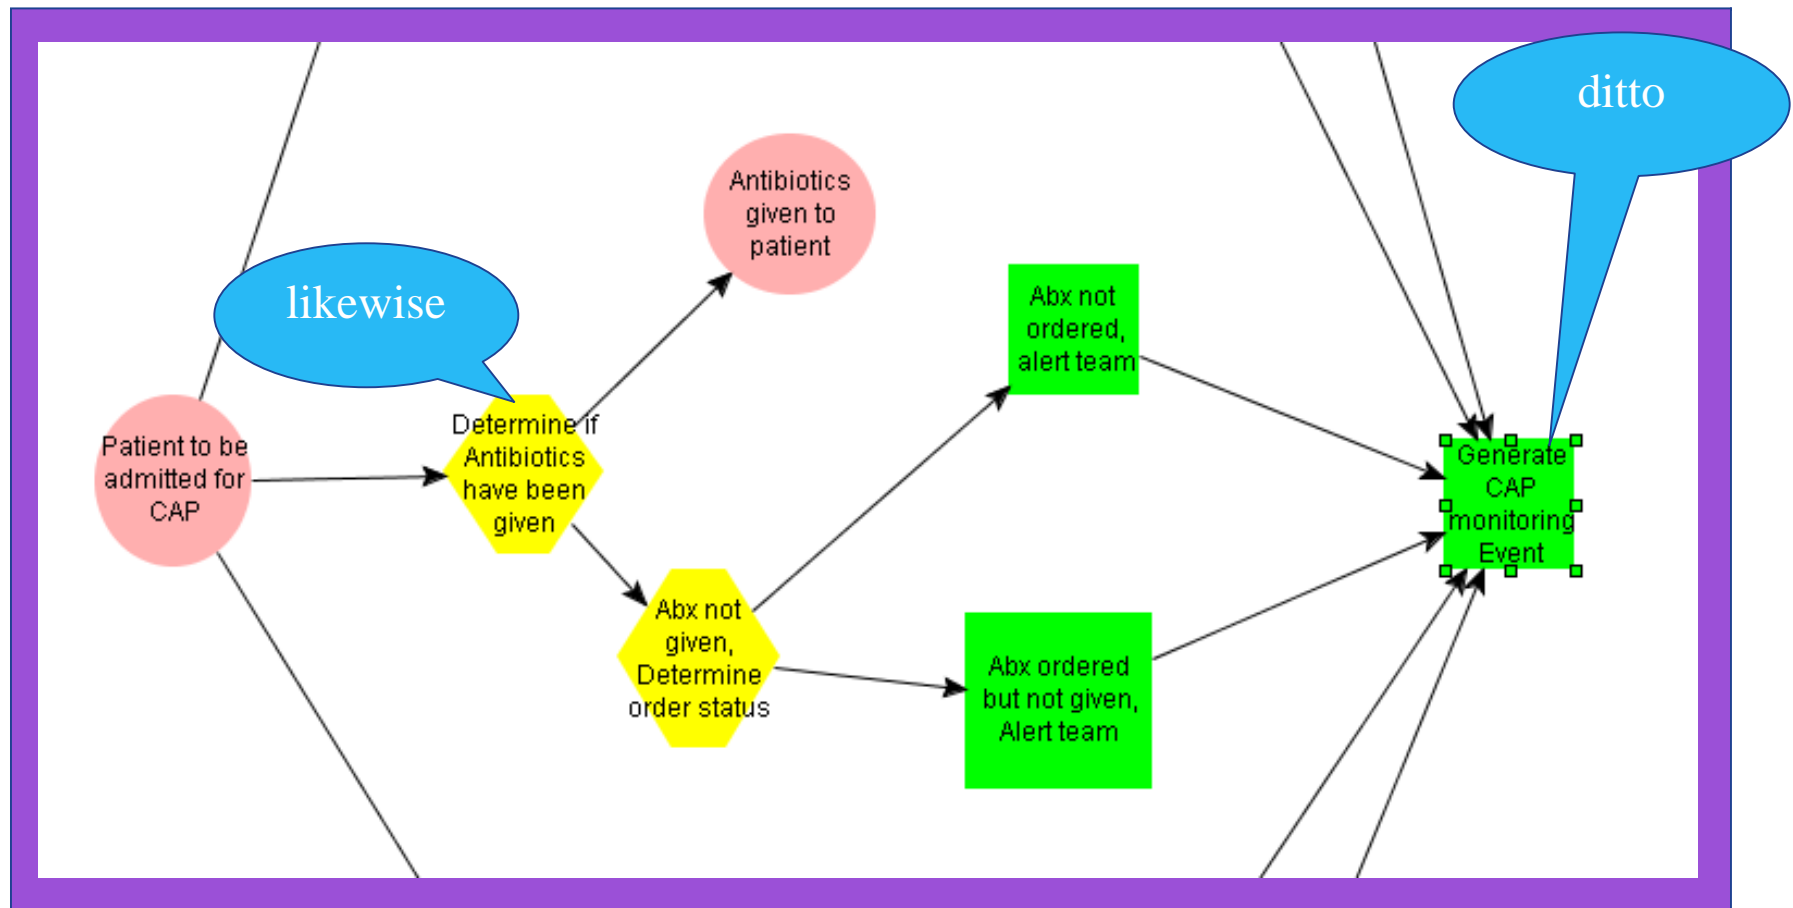 ditto
Antibiotics
given to
patient
likewise
Abx not
ordered,
alert team
Patient to be
admitted for
CAP
Determine if
Antibiotics
have been
given
Generate
CAP
monitoring
Event
Abx not
given,
Determine
order status
Abx ordered
but not given,
Alert team